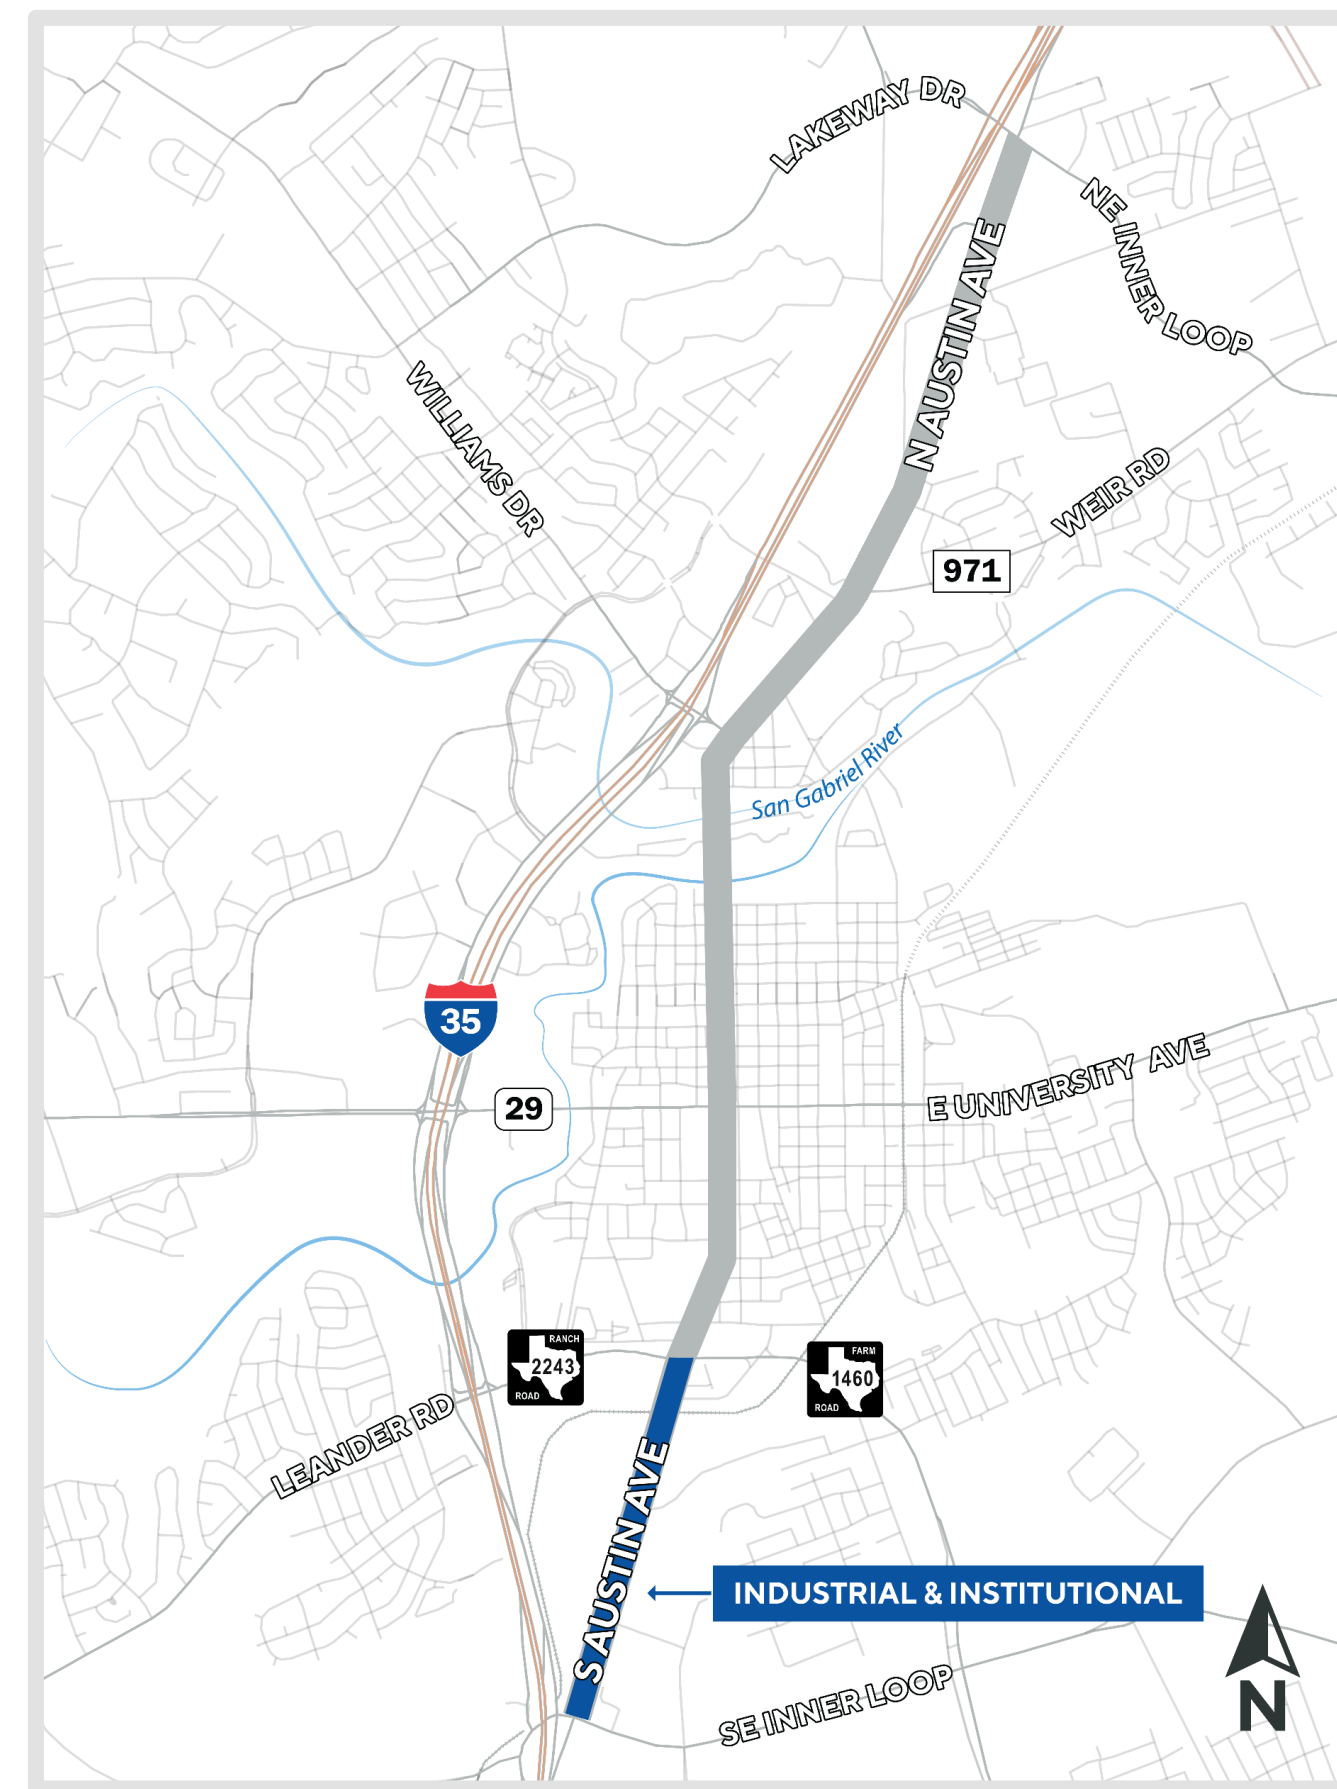 LAKEWAY DR
NE INNER LOOP
N AUSTIN AVE
WILLIAMS DR
WEIR RD
971
San Gabriel River
35
29
E UNIVERSITY AVE
RANCH
2243
ROAD
FARM
1460
ROAD
LEANDER RD
S AUSTIN AVE
INDUSTRIAL & INSTITUTIONAL
SE INNER LOOP
N